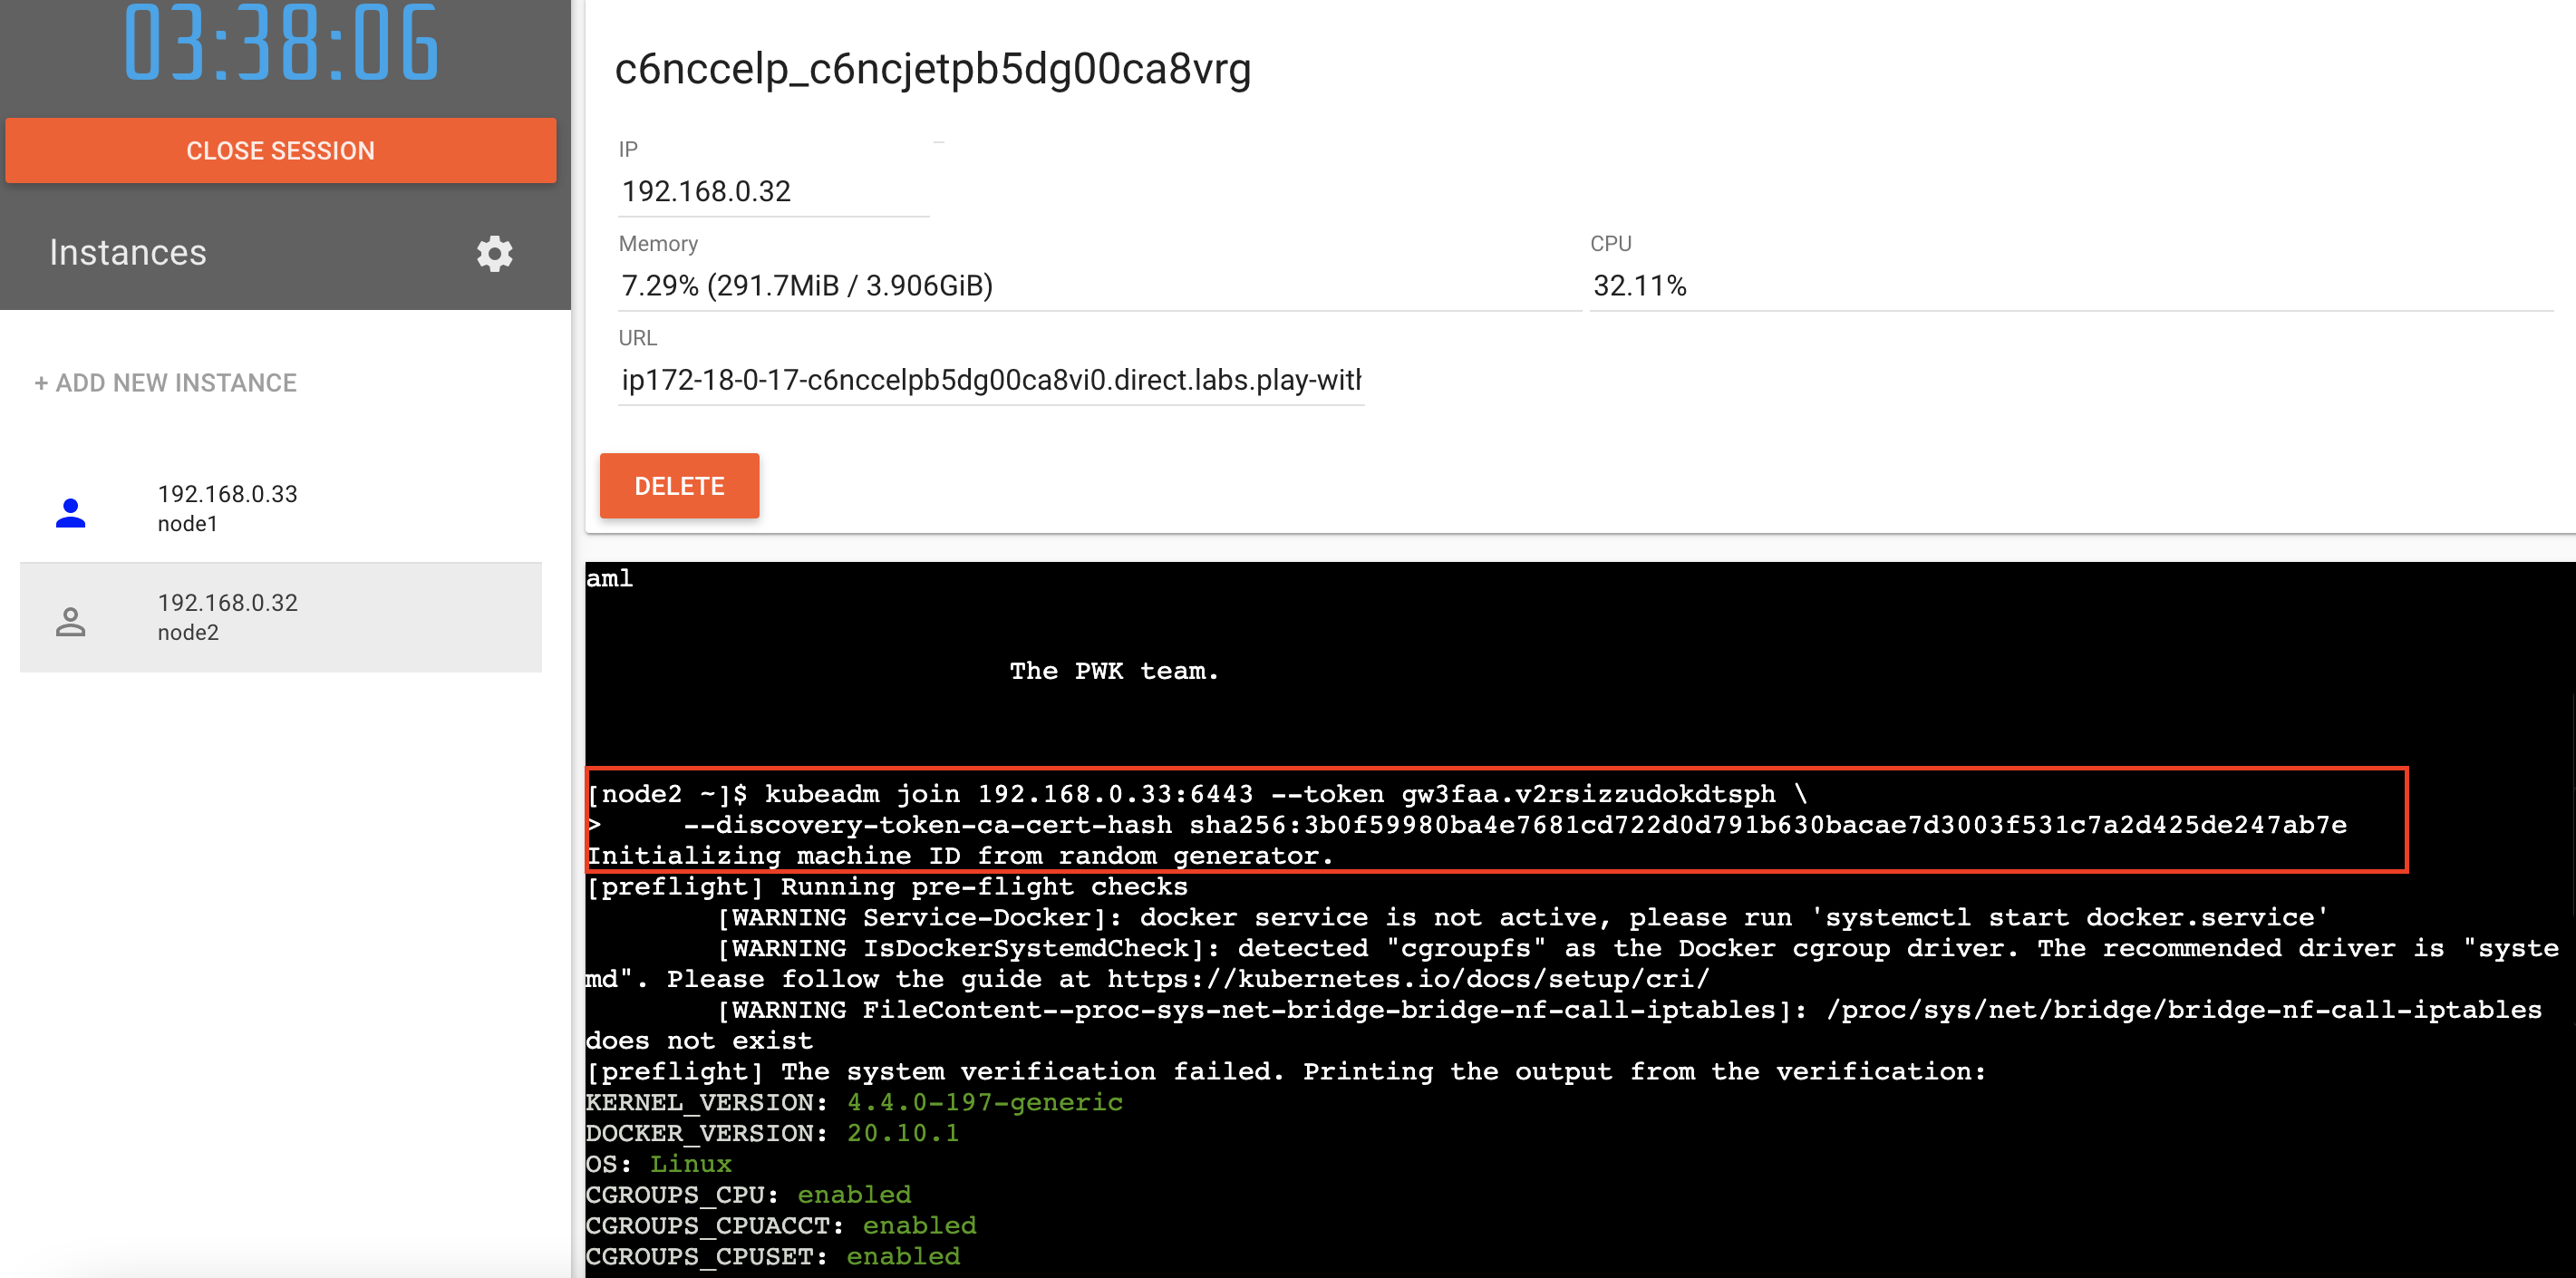 03:38:06
CLOSE SESSION
Instances
+ ADD NEW INSTANCE
192.168.0.33
node1
192.168.0.32
node2
c6nccelp_c6ncjetpb5dg00ca8vrg
IP
192.168.0.32
Memory
7.29% (291.7MiB / 3.906GiB)
CPU
32.11%
URL
ip172-18-0-17-c6nccelpb5dg00ca8vi0.direct.labs.play-with
DELETE
aml
The PWK team.
[node2 ~]$ kubeadm join 192.168.0.33:6443 --token gw3faa.v2rsizzudokdtsph \
>     --discovery-token-ca-cert-hash sha256:3b0f59980ba4e7681cd722d0d791b630bacae7d3003f531c7a2d425de247ab7e
Initializing machine ID from random generator.
[preflight] Running pre-flight checks
        [WARNING Service-Docker]: docker service is not active, please run 'systemctl start docker.service'
        [WARNING IsDockerSystemdCheck]: detected "cgroupfs" as the Docker cgroup driver. The recommended driver is "syste
md". Please follow the guide at https://kubernetes.io/docs/setup/cri/
        [WARNING FileContent--proc-sys-net-bridge-bridge-nf-call-iptables]: /proc/sys/net/bridge/bridge-nf-call-iptables
does not exist
[preflight] The system verification failed. Printing the output from the verification:
KERNEL_VERSION: 4.4.0-197-generic
DOCKER_VERSION: 20.10.1
OS: Linux
CGROUPS_CPU: enabled
CGROUPS_CPUACCT: enabled
CGROUPS_CPUSET: enabled